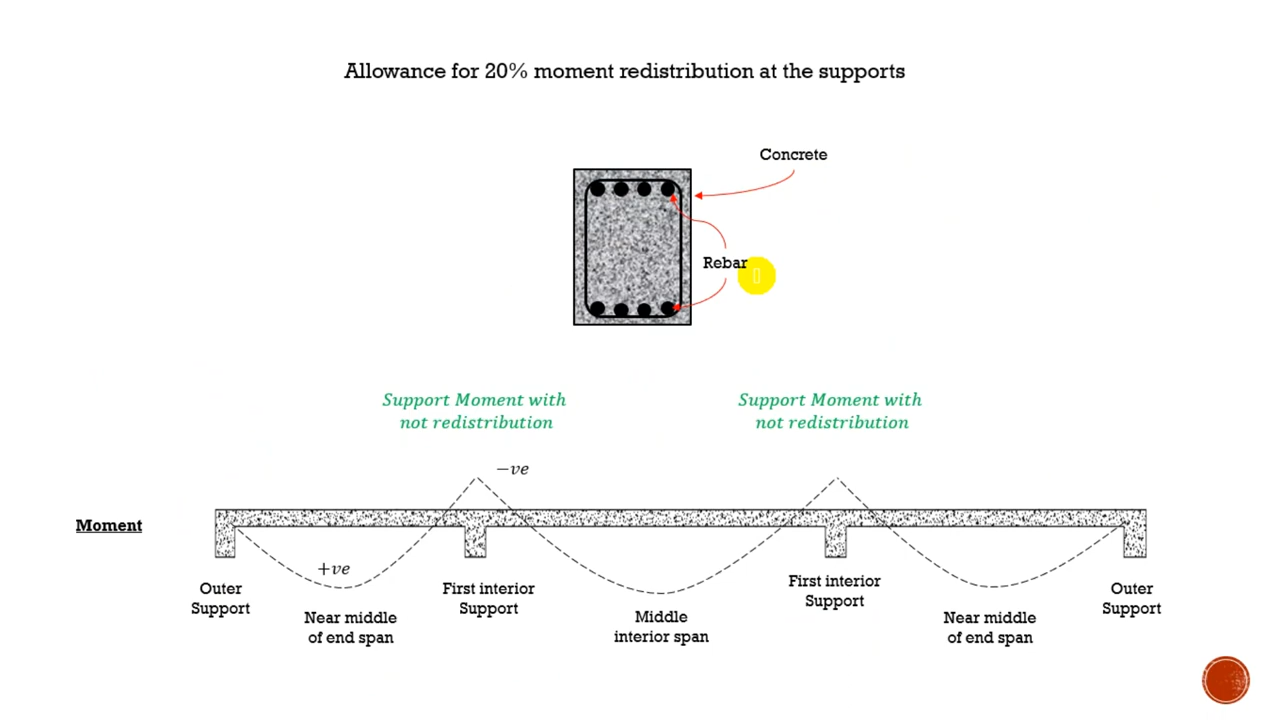 Allowance for 20% moment redistribution at the supports
Concrete
Rebar
Support Moment with
not redistribution
Support Moment with
not redistribution
−ve
Moment
+ve
Outer
Support
Near middle
of end span
First interior
Support
Middle
interior span
First interior
Support
Near middle
of end span
Outer
Support